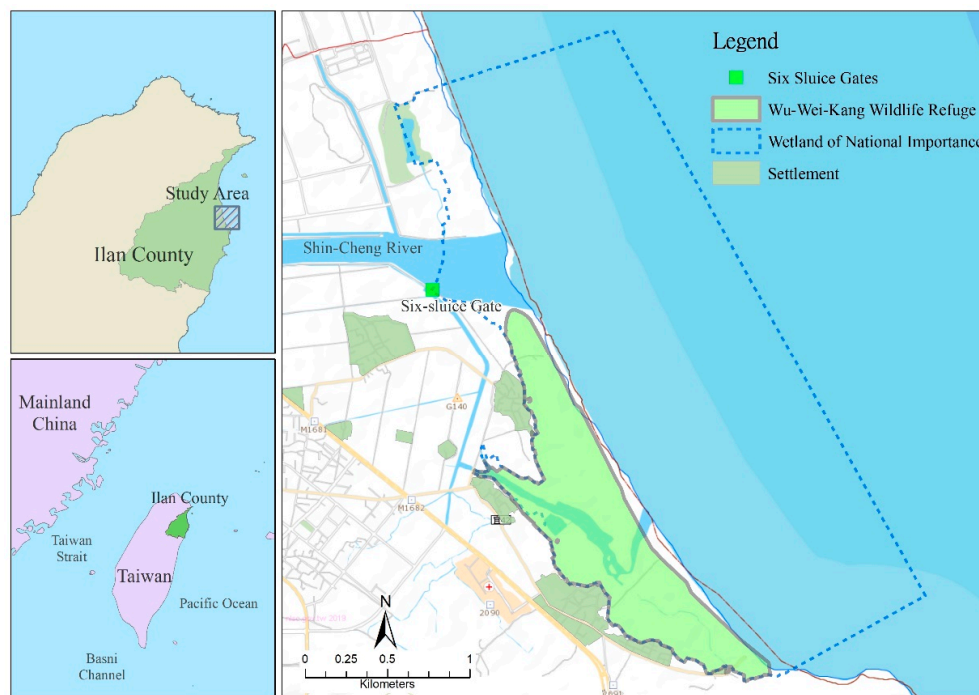 Study Area
Ilan County
Mainland
China
Ilan County
Taiwan
Strait
Taiwan
Pacific Ocean
Basni
Channel
Legend
Six Sluice Gates
Wu-Wei-Kang Wildlife Refuge
Wetland of National Importance
Settlement
Shin-Cheng River
Six-sluice Gate
G140
M1681
M1682
2096
2091
N
0 0.25 0.5 1
Kilometers